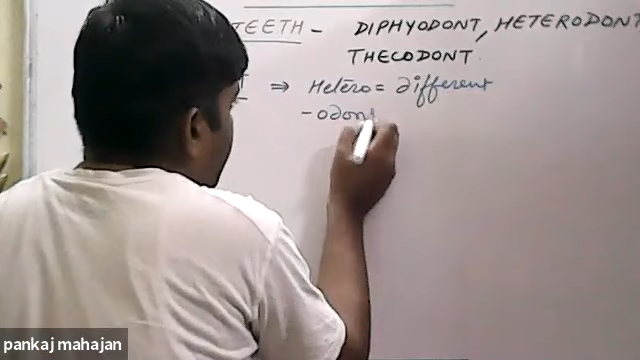 TEETH - DIPHYODONT, HETERODONT
THECODONT.
⇒ Hetero = different
- odont
pankaj mahajan